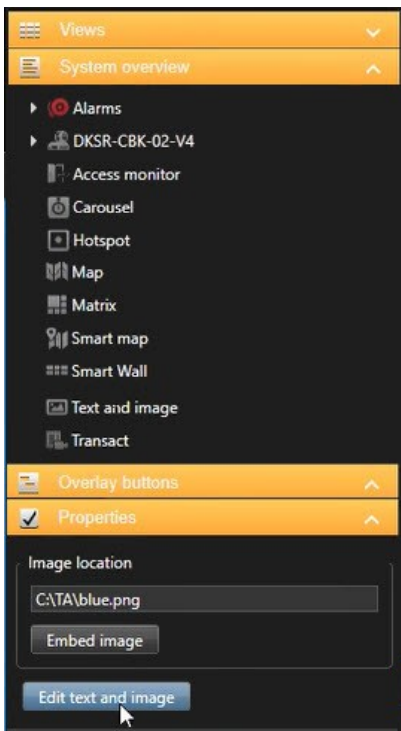 Views
System overview
Alarms
DKSR-CBK-02-V4
Access monitor
Carousel
Hotspot
Map
Matrix
Smart map
Smart Wall
Text and image
Transact
Overlay buttons
Properties
Image location
C:\TA\blue.png
Embed image
Edit text and image